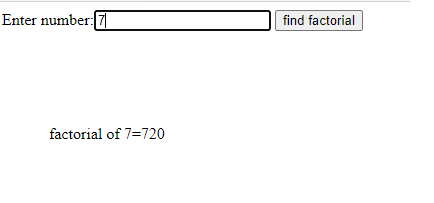 Enter number:7 find factorial
factorial of 7=720